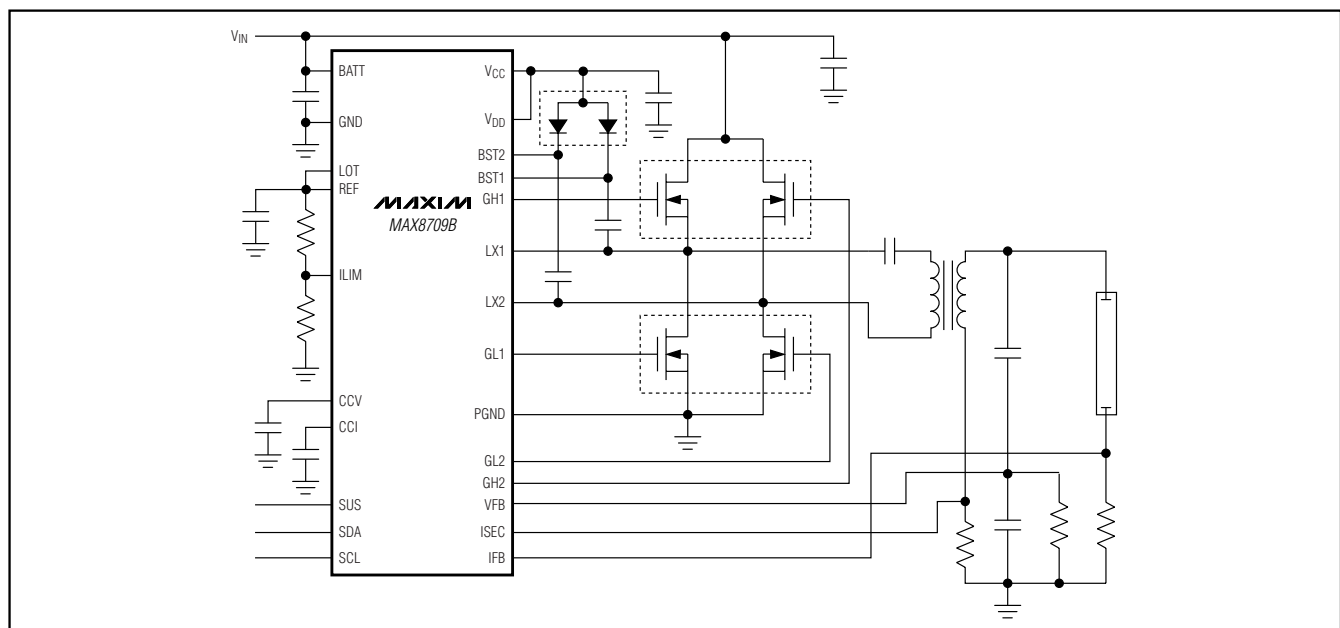 VIN
BATT
GND
LOT
REF
ILIM
CCV
CCI
SUS
SDA
SCL
MAXIM
MAX8709B
VCC
VDD
BST2
BST1
GH1
LX1
LX2
GL1
PGND
GL2
GH2
VFB
ISEC
IFB